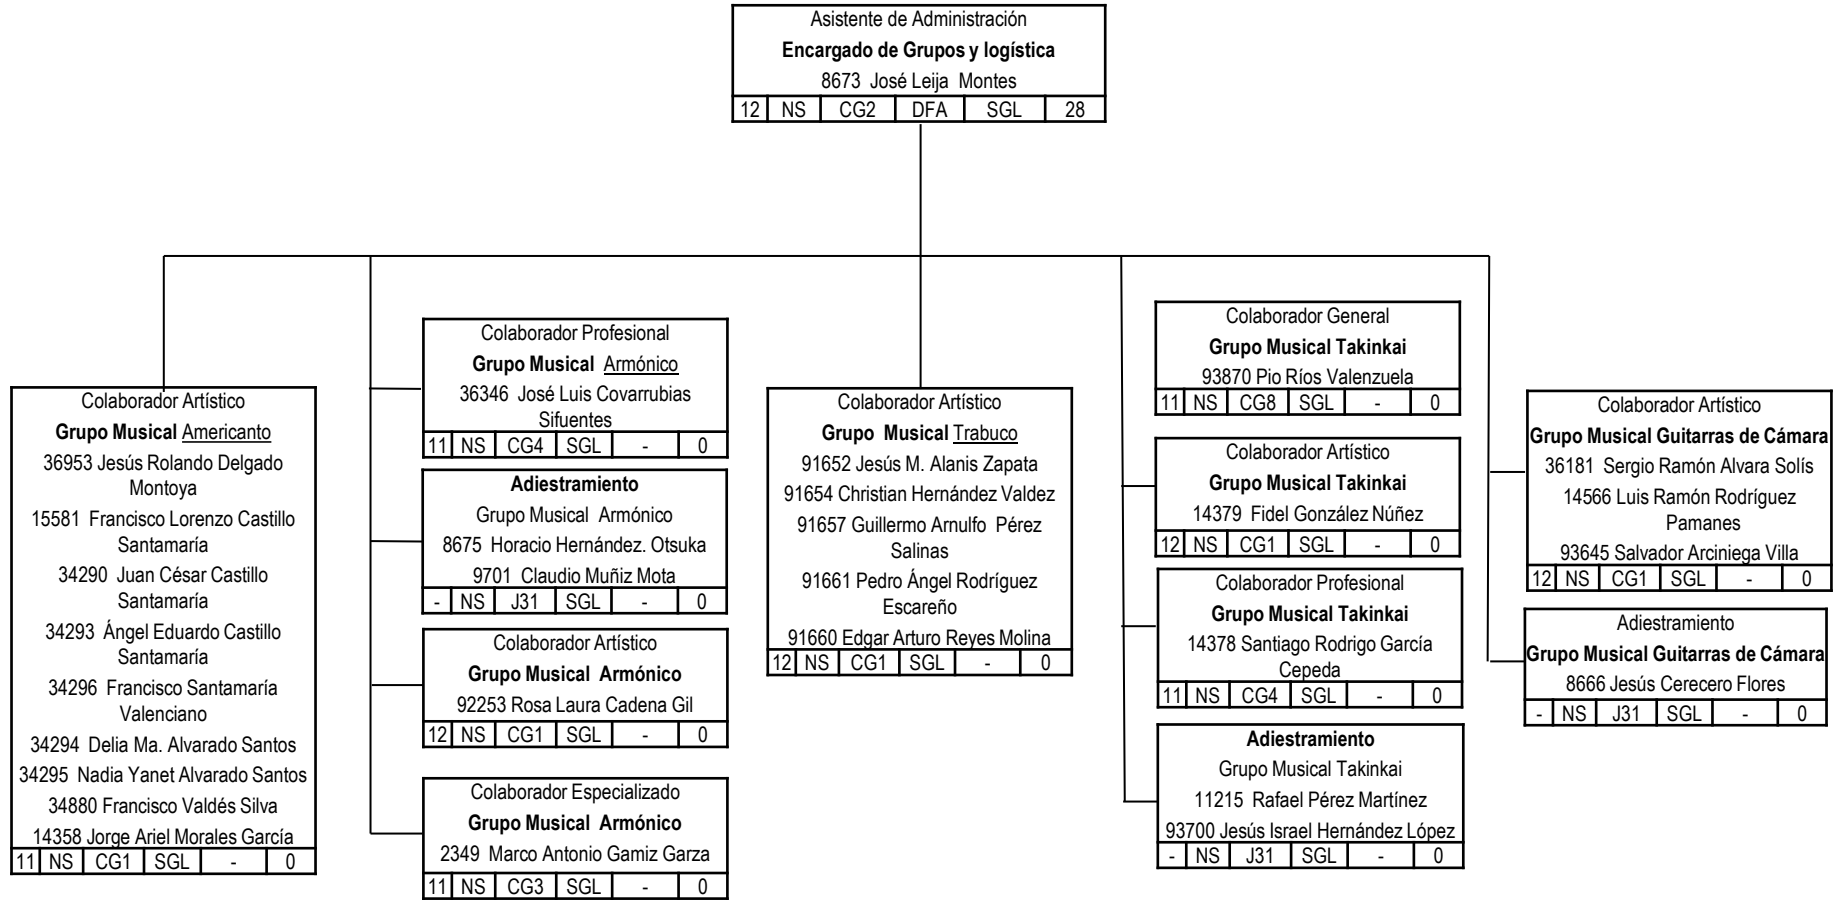 Asistente de Administración
Encargado de Grupos y logística
8673 José Leija Montes
12 NS CG2 DFA SGL 28
Colaborador Artístico
Grupo Musical Americanto
36953 Jesús Rolando Delgado
Montoya
15581 Francisco Lorenzo Castillo
Santamaría
34290 Juan César Castillo
Santamaría
34293 Ángel Eduardo Castillo
Santamaría
34296 Francisco Santamaría
Valenciano
34294 Delia Ma. Alvarado Santos
34295 Nadia Yanet Alvarado Santos
34880 Francisco Valdés Silva
14358 Jorge Ariel Morales García
11 NS CG1 SGL - 0
Colaborador Profesional
Grupo Musical Armónico
36346 José Luis Covarrubias
Sifuentes
11 NS CG4 SGL - 0
Adiestramiento
Grupo Musical Armónico
8675 Horacio Hernández. Otsuka
9701 Claudio Muñiz Mota
- NS J31 SGL - 0
Colaborador Artístico
Grupo Musical Armónico
92253 Rosa Laura Cadena Gil
12 NS CG1 SGL - 0
Colaborador Especializado
Grupo Musical Armónico
2349 Marco Antonio Gamiz Garza
11 NS CG3 SGL - 0
Colaborador Artístico
Grupo Musical Trabuco
91652 Jesús M. Alanis Zapata
91654 Christian Hernández Valdez
91657 Guillermo Arnulfo Pérez
Salinas
91661 Pedro Ángel Rodríguez
Escareño
91660 Edgar Arturo Reyes Molina
12 NS CG1 SGL - 0
Colaborador General
Grupo Musical Takinkai
93870 Pio Ríos Valenzuela
11 NS CG8 SGL - 0
Colaborador Artístico
Grupo Musical Takinkai
14379 Fidel González Núñez
12 NS CG1 SGL - 0
Colaborador Profesional
Grupo Musical Takinkai
14378 Santiago Rodrigo García
Cepeda
11 NS CG4 SGL - 0
Adiestramiento
Grupo Musical Takinkai
11215 Rafael Pérez Martínez
93700 Jesús Israel Hernández López
- NS J31 SGL - 0
Colaborador Artístico
Grupo Musical Guitarras de Cámara
36181 Sergio Ramón Alvara Solís
14566 Luis Ramón Rodríguez
Pamanes
93645 Salvador Arciniega Villa
12 NS CG1 SGL - 0
Adiestramiento
Grupo Musical Guitarras de Cámara
8666 Jesús Cerecero Flores
- NS J31 SGL - 0